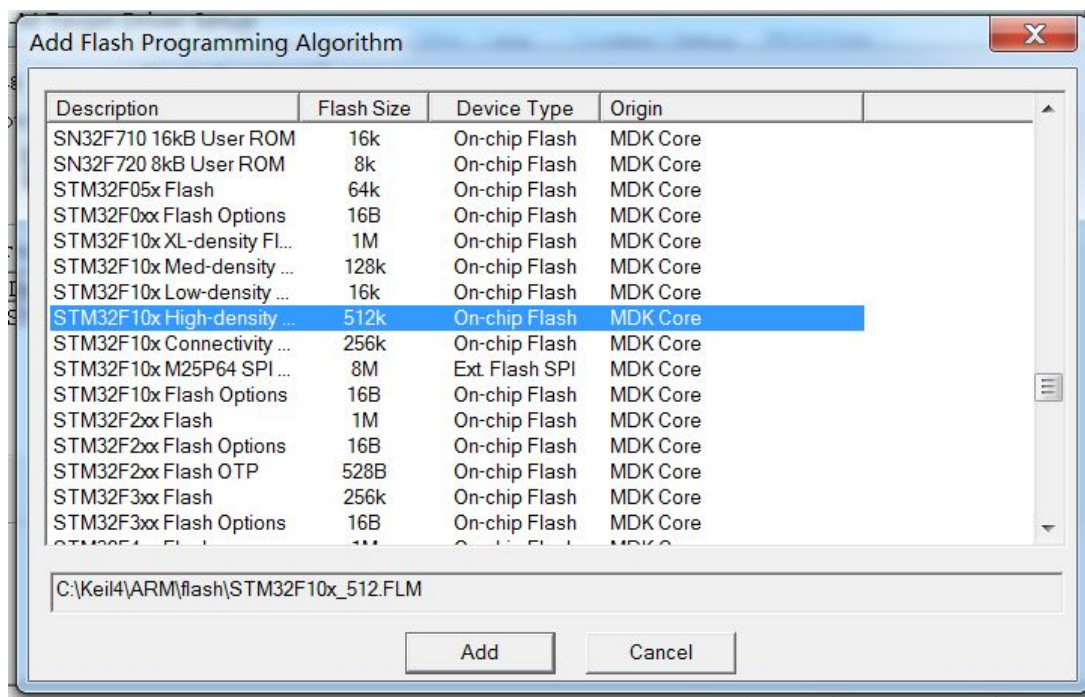 Add Flash Programming Algorithm
Description Flash Size Device Type Origin
SN32F710 16kB User ROM 16k On-chip Flash MDK Core
SN32F720 8kB User ROM 8k On-chip Flash MDK Core
STM32F05x Flash 64k On-chip Flash MDK Core
STM32F0xx Flash Options 16B On-chip Flash MDK Core
STM32F10x XL-density Fl... 1M On-chip Flash MDK Core
STM32F10x Med-density ... 128k On-chip Flash MDK Core
STM32F10x Low-density ... 16k On-chip Flash MDK Core
STM32F10x High-density ... 512k On-chip Flash MDK Core
STM32F10x Connectivity ... 256k On-chip Flash MDK Core
STM32F10x M25P64 SPI ... 8M Ext. Flash SPI MDK Core
STM32F10x Flash Options 16B On-chip Flash MDK Core
STM32F2xx Flash 1M On-chip Flash MDK Core
STM32F2xx Flash Options 16B On-chip Flash MDK Core
STM32F2xx Flash OTP 528B On-chip Flash MDK Core
STM32F3xx Flash 256k On-chip Flash MDK Core
STM32F3xx Flash Options 16B On-chip Flash MDK Core
C:\Keil4\ARM\flash\STM32F10x_512.FLM
Add Cancel